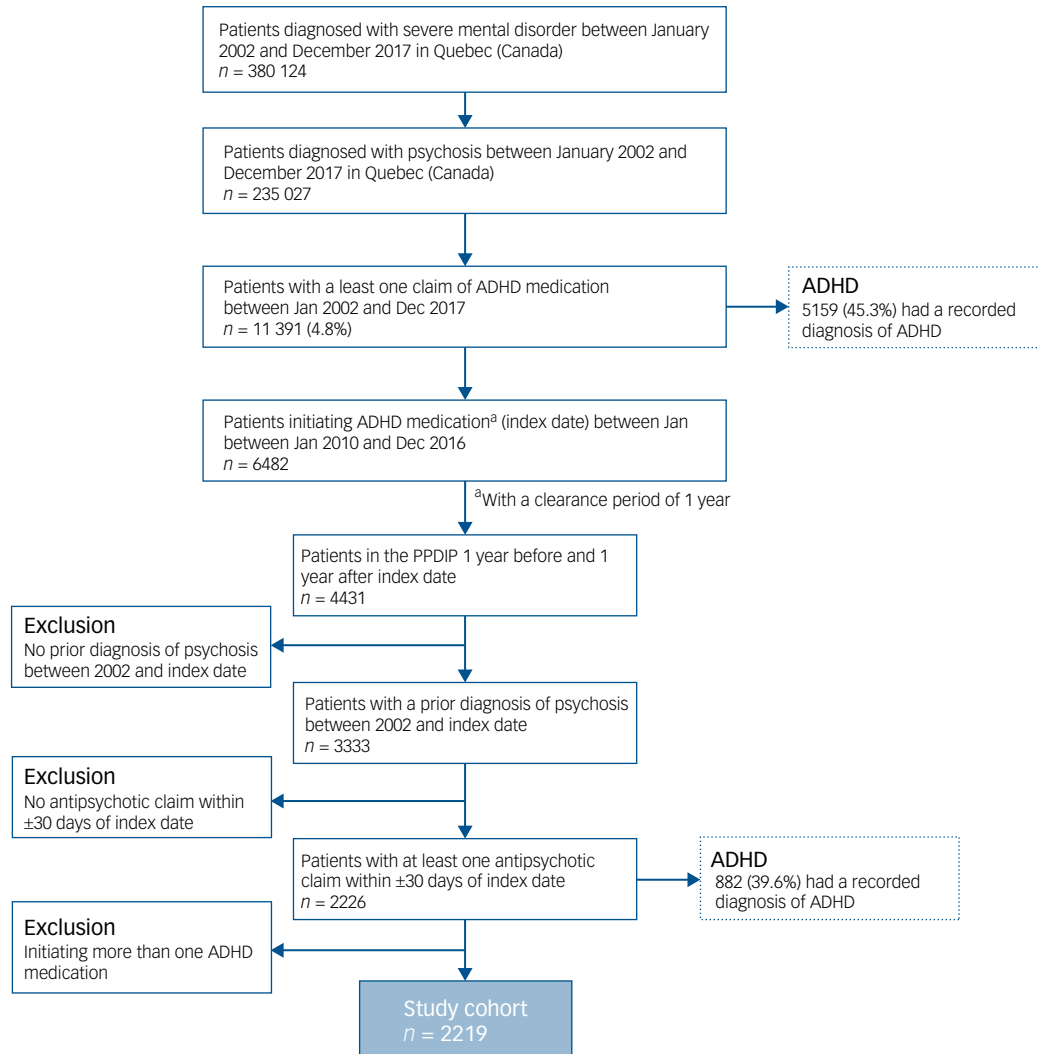 Patients diagnosed with severe mental disorder between January
2002 and December 2017 in Quebec (Canada)
n = 380 124
Patients diagnosed with psychosis between January 2002 and
December 2017 in Quebec (Canada)
n = 235 027
Patients with a least one claim of ADHD medication
between Jan 2002 and Dec 2017
n = 11 391 (4.8%)
ADHD
5159 (45.3%) had a recorded
diagnosis of ADHD
Patients initiating ADHD medicationᵃ (index date) between Jan
between Jan 2010 and Dec 2016
n = 6482
ᵃWith a clearance period of 1 year
Patients in the PPDIP 1 year before and 1
year after index date
n = 4431
Exclusion
No prior diagnosis of psychosis
between 2002 and index date
Patients with a prior diagnosis of psychosis
between 2002 and index date
n = 3333
Exclusion
No antipsychotic claim within
±30 days of index date
Patients with at least one antipsychotic
claim within ±30 days of index date
n = 2226
ADHD
882 (39.6%) had a recorded
diagnosis of ADHD
Exclusion
Initiating more than one ADHD
medication
Study cohort
n = 2219